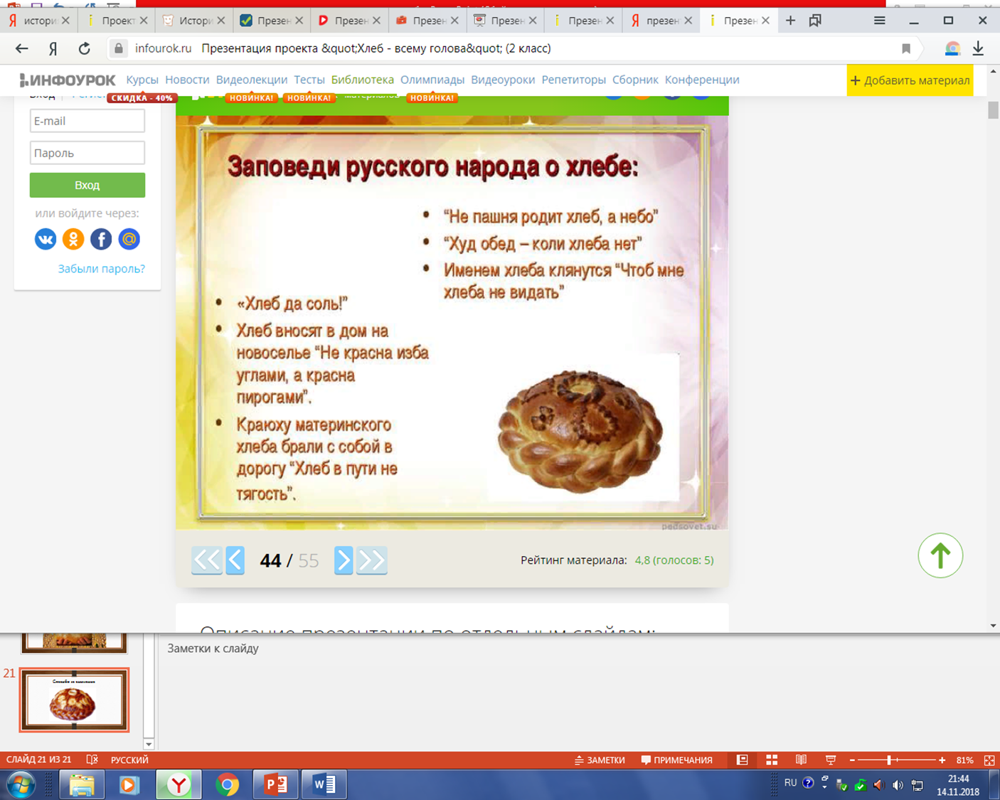 истори
Проект
Истори
Презен
Презен
Презен
Презен
Презен
презен
Презен
infourok.ru Презентация проекта &quot;Хлеб - всему голова&quot; (2 класс)
ИНФОУРОК
Курсы Новости Видеолекции Тесты Библиотека Олимпиады Видеоуроки Репетиторы Сборник Конференции
+ Добавить материал
СКИДКА - 40% НОВИНКА! НОВИНКА! НОВИНКА!
E-mail
Пароль
Вход
или войдите через:
Забыли пароль?
Заповеди русского народа о хлебе:
“Не пашня родит хлеб, а небо”
“Худ обед – коли хлеба нет”
Именем хлеба клянутся “Чтоб мне
хлеба не видать”
«Хлеб да соль!”
Хлеб вносят в дом на
новоселье “Не красна изба
углами, а красна
пирогами”.
Краюху материнского
хлеба брали с собой в
дорогу “Хлеб в пути не
тягость”.
pedsovet.su
44 / 55
Рейтинг материала: 4,8 (голосов: 5)
Описание презентации по отдельным слайдам:
Заметки к слайду
21
СЛАЙД 21 ИЗ 21 РУССКИЙ
ЗАМЕТКИ ПРИМЕЧАНИЯ 81%
RU 21:44
14.11.2018